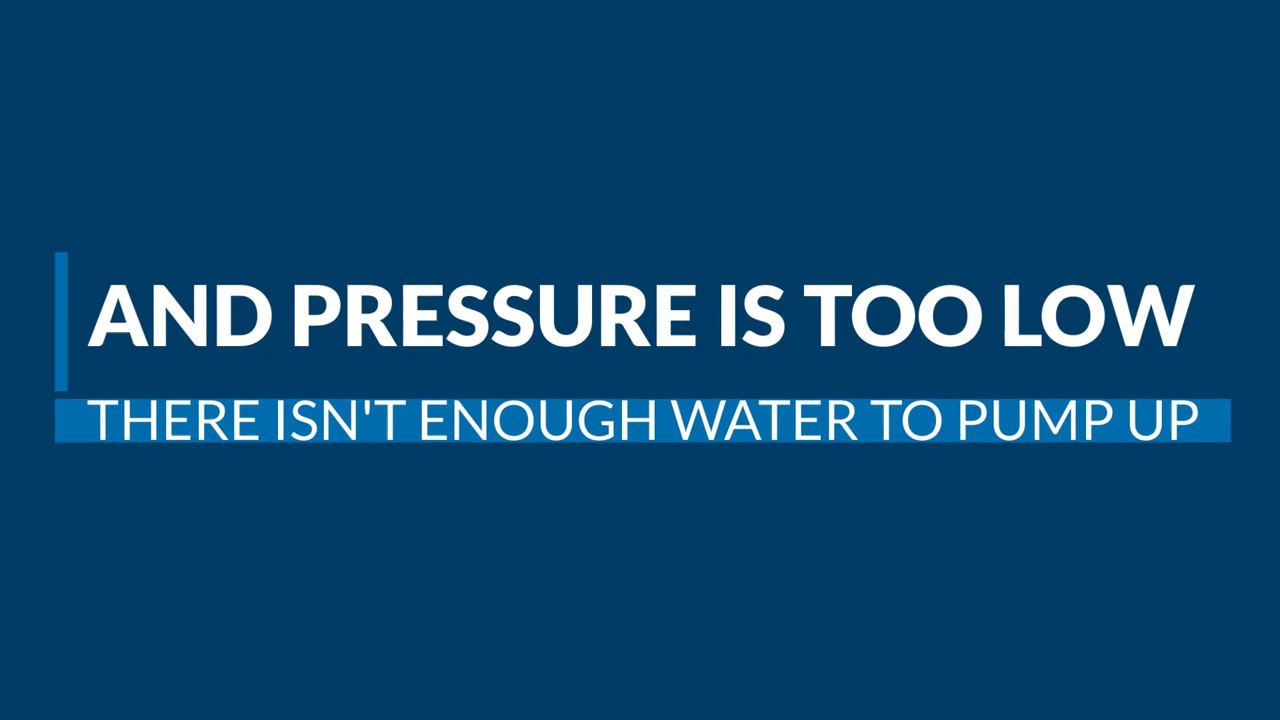 AND PRESSURE IS TOO LOW
THERE ISN'T ENOUGH WATER TO PUMP UP